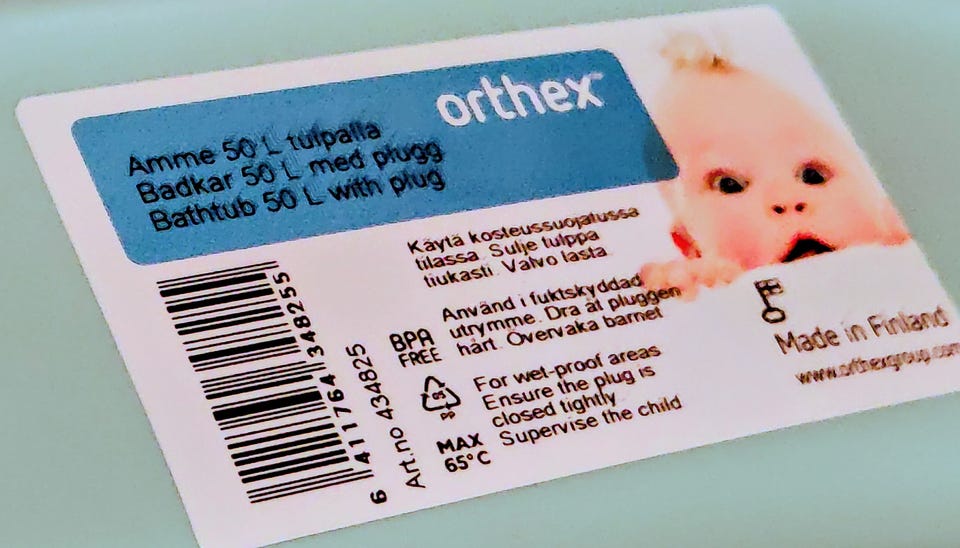 orthex
Amme 50 L tulpalla
Badkar 50 L med plugg
Bathtub 50 L with plug
Käytä kosteussuojatussa
tilassa. Sulje tulppa
tiukasti. Valvo lasta.
Använd i fuktskyddad
utrymme. Dra åt pluggen
hårt. Övervaka barnet
For wet-proof areas
Ensure the plug is
closed tightly
Supervise the child
BPA
FREE
MAX
65°C
6 411764 348255
Art.no 434825
Made in Finland
www.orthexgroup.com